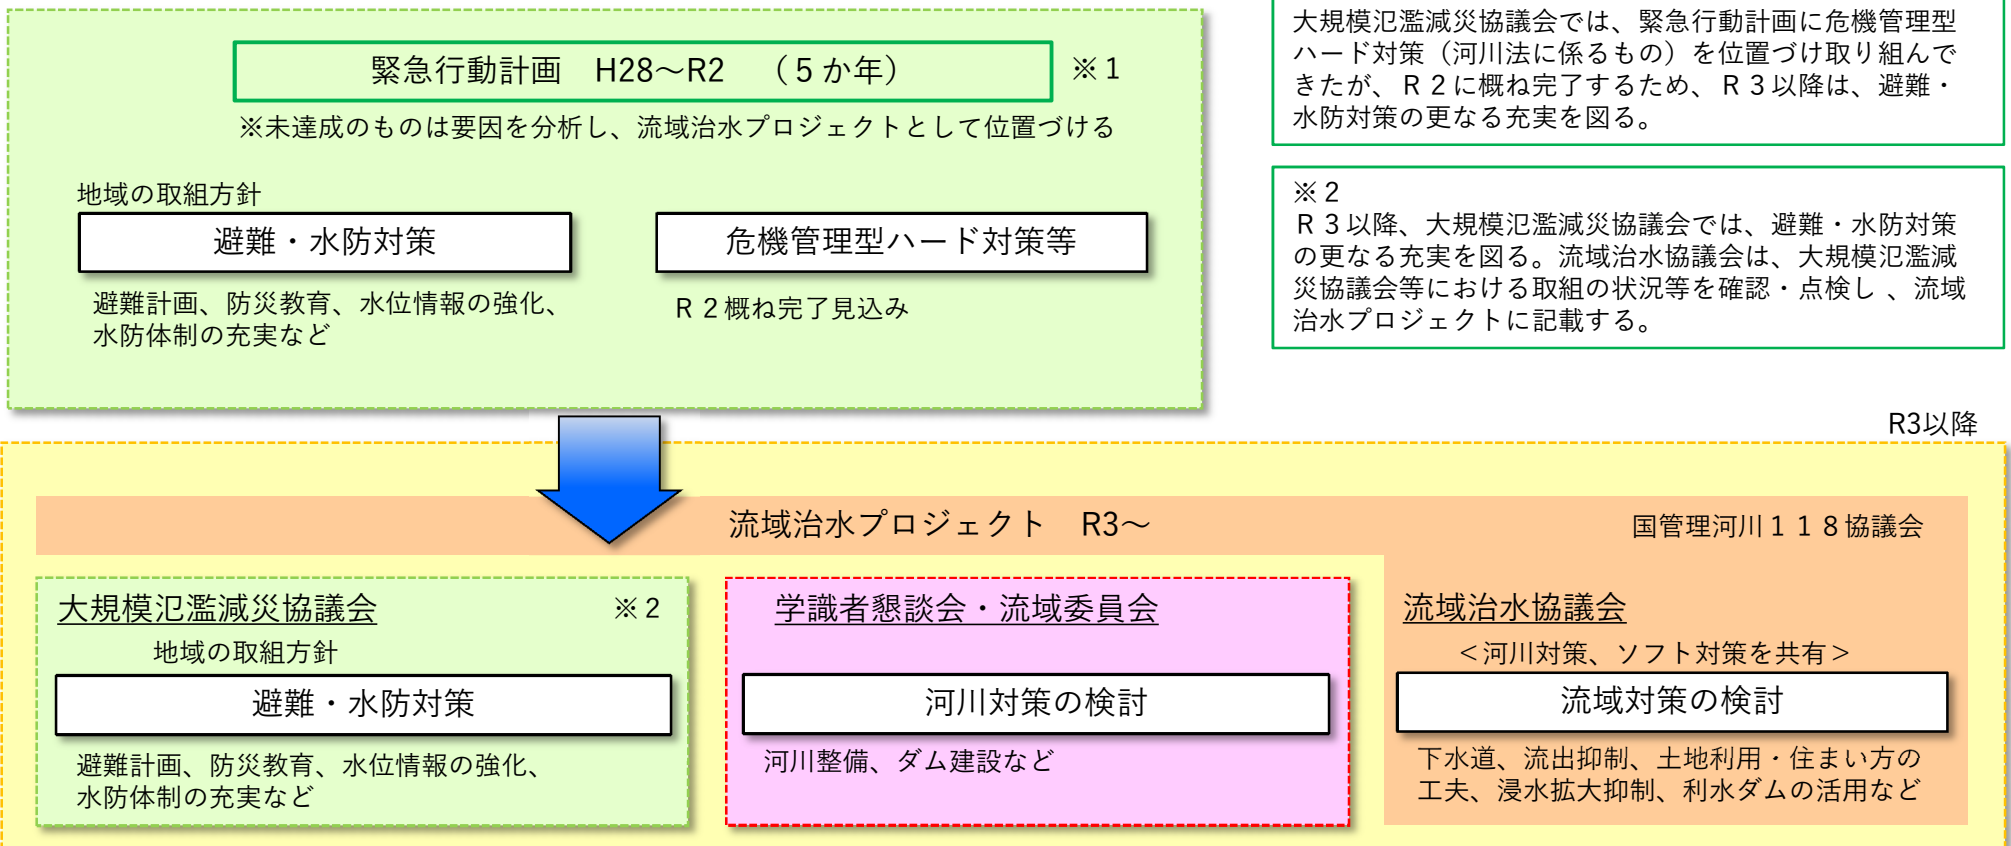 緊急行動計画　H28～R2　（５か年）
※１
※未達成のものは要因を分析し、流域治水プロジェクトとして位置づける
地域の取組方針
避難・水防対策
避難計画、防災教育、水位情報の強化、
水防体制の充実など
危機管理型ハード対策等
Ｒ２概ね完了見込み
大規模氾濫減災協議会では、緊急行動計画に危機管理型
ハード対策（河川法に係るもの）を位置づけ取り組んで
きたが、Ｒ２に概ね完了するため、Ｒ３以降は、避難・
水防対策の更なる充実を図る。
※２
Ｒ３以降、大規模氾濫減災協議会では、避難・水防対策
の更なる充実を図る。流域治水協議会は、大規模氾濫減
災協議会等における取組の状況等を確認・点検し 、流域
治水プロジェクトに記載する。
R3以降
流域治水プロジェクト　R3～
国管理河川１１８協議会
大規模氾濫減災協議会
※２
地域の取組方針
避難・水防対策
避難計画、防災教育、水位情報の強化、
水防体制の充実など
学識者懇談会・流域委員会
河川対策の検討
河川整備、ダム建設など
流域治水協議会
＜河川対策、ソフト対策を共有＞
流域対策の検討
下水道、流出抑制、土地利用・住まい方の
工夫、浸水拡大抑制、利水ダムの活用など